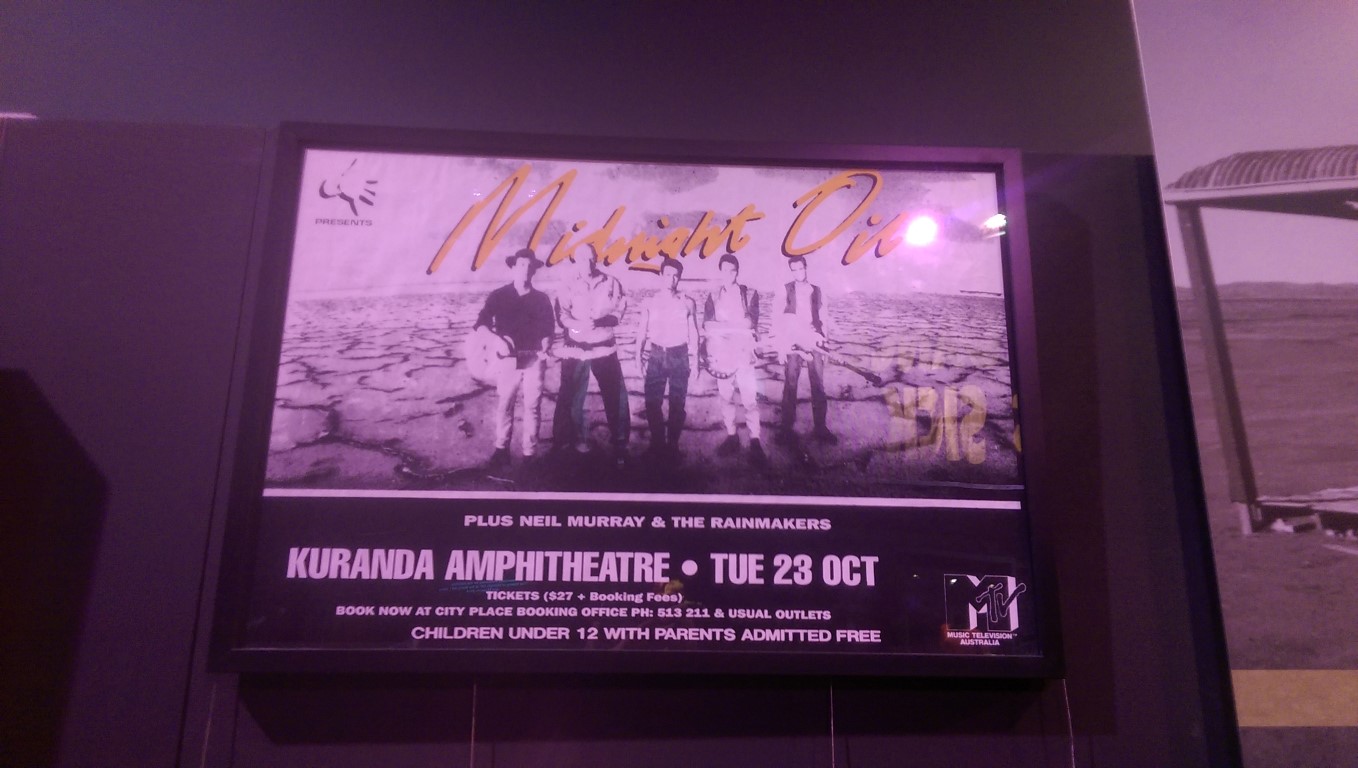 PRESENTS
Midnight Oil
PLUS NEIL MURRAY & THE RAINMAKERS
KURANDA AMPHITHEATRE • TUE 23 OCT
TICKETS ($27 + Booking Fees)
BOOK NOW AT CITY PLACE BOOKING OFFICE PH: 513 211 & USUAL OUTLETS
CHILDREN UNDER 12 WITH PARENTS ADMITTED FREE
MTV
MUSIC TELEVISION™
AUSTRALIA